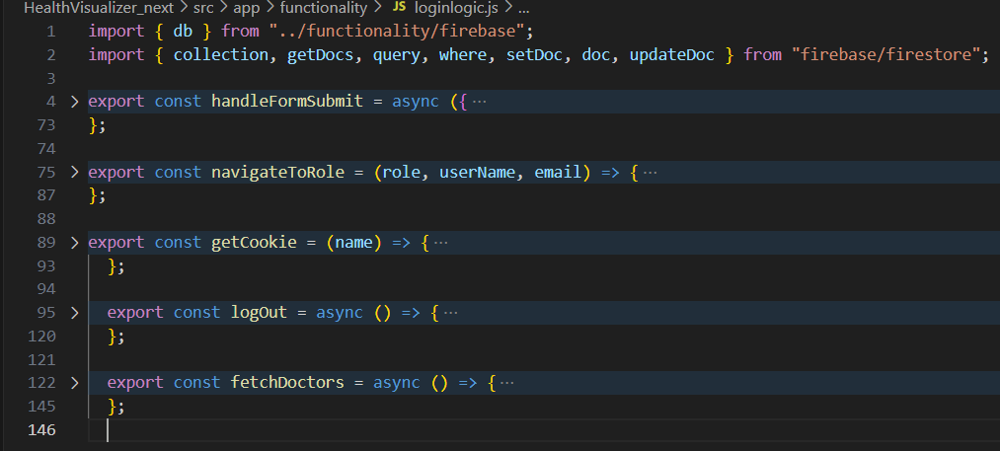 HealthVisualizer_next > src > app > functionality > JS loginlogic.js > ...
1 import { db } from "../functionality/firebase";
2 import { collection, getDocs, query, where, setDoc, doc, updateDoc } from "firebase/firestore";
3
4 > export const handleFormSubmit = async ({ ···
73 };
74
75 > export const navigateToRole = (role, userName, email) => { ···
87 };
88
89 > export const getCookie = (name) => { ···
93 };
94
95 > export const logOut = async () => { ···
120 };
121
122 > export const fetchDoctors = async () => { ···
145 };
146